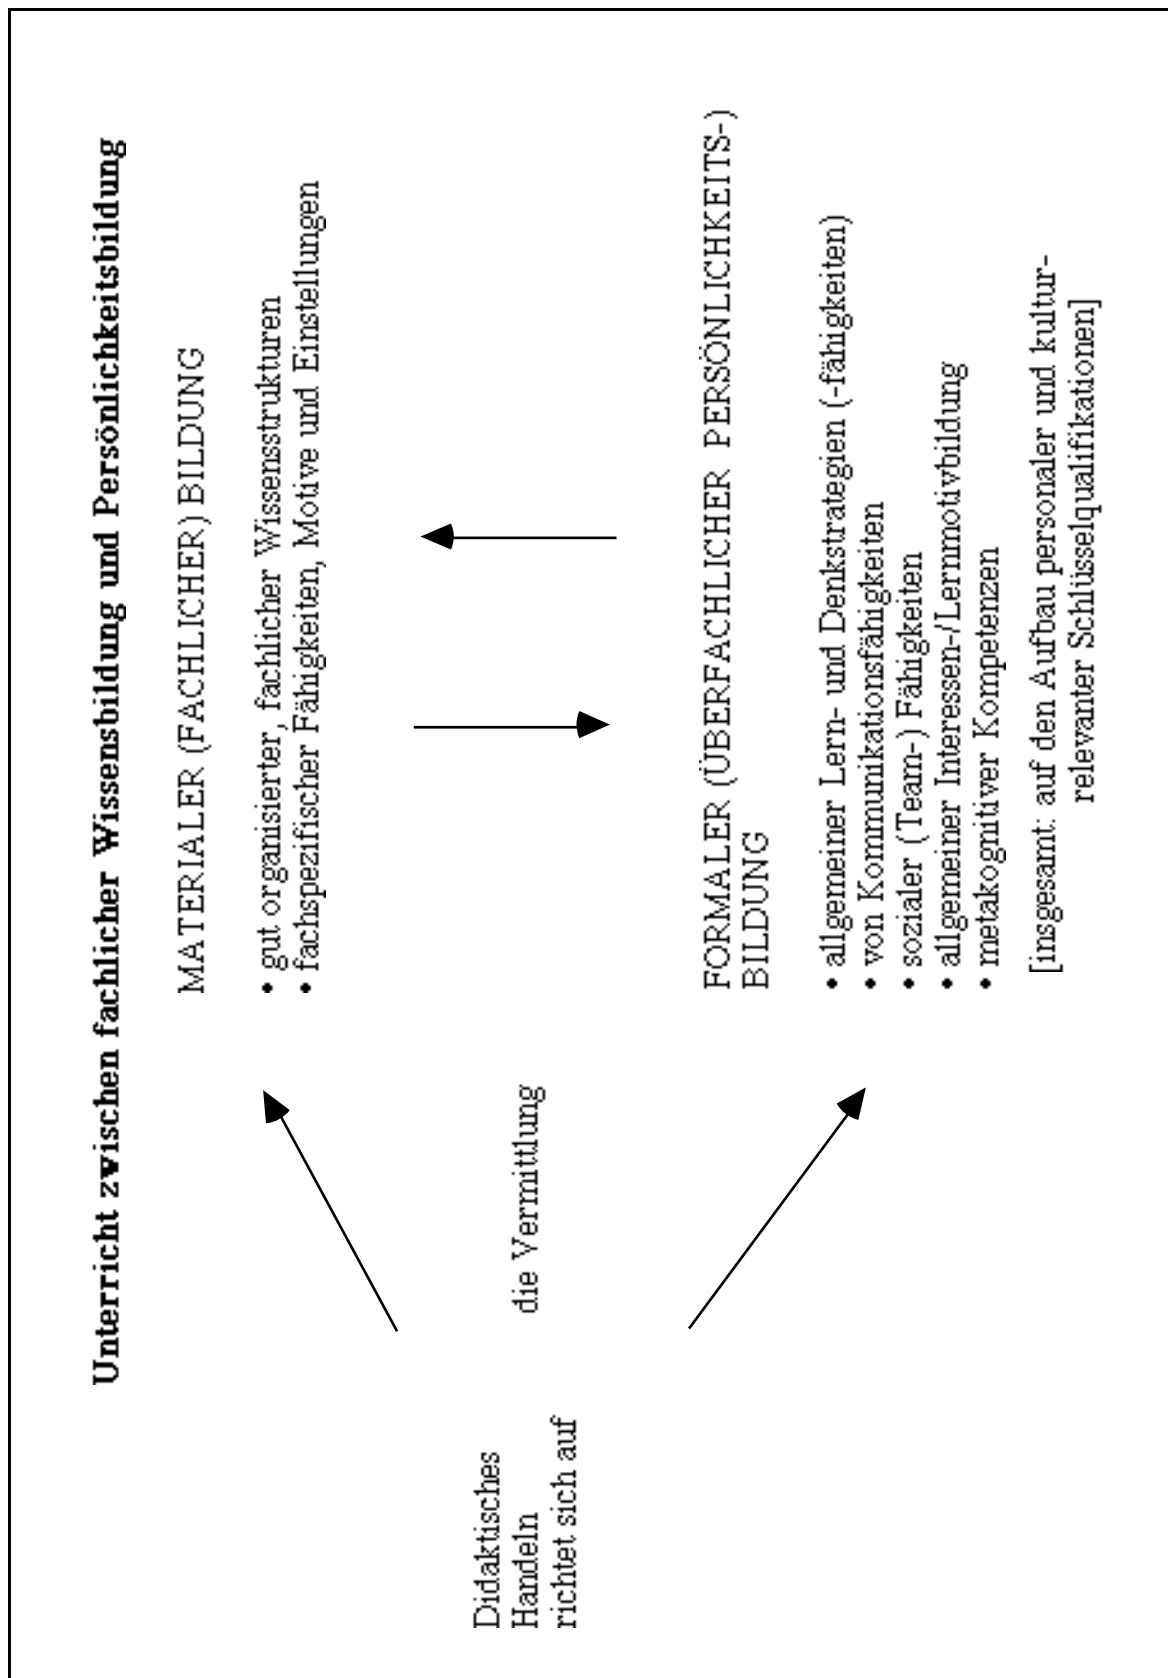 Unterricht zwischen fachlicher Wissensbildung und Persönlichkeitsbildung
MATERIALER (FACHLICHER) BILDUNG
• gut organisierter, fachlicher Wissensstrukturen
• fachspezifischer Fähigkeiten, Motive und Einstellungen
Didaktisches
Handeln
richtet sich auf
die Vermittlung
FORMALER (ÜBERFACHLICHER PERSÖNLICHKEITS-)
BILDUNG
• allgemeiner Lern- und Denkstrategien (-fähigkeiten)
• von Kommunikationsfähigkeiten
• sozialer (Team-) Fähigkeiten
• allgemeiner Interessen-/Lernmotivbildung
• metakognitiver Kompetenzen
[insgesamt: auf den Aufbau personaler und kultur-
relevanter Schlüsselqualifikationen]